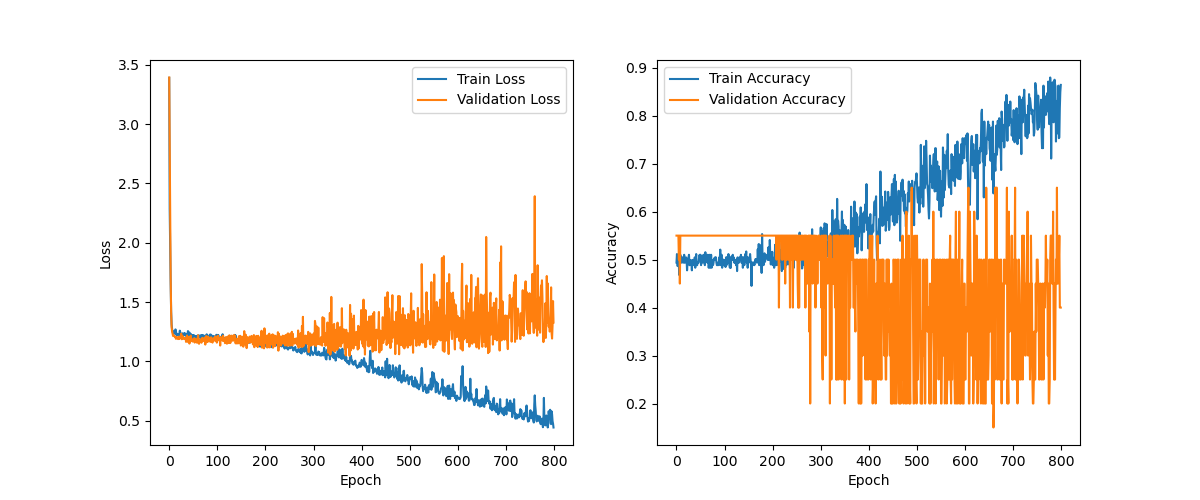 3.5
3.0
2.5
2.0
1.5
1.0
0.5
Loss
0 100 200 300 400 500 600 700 800
Epoch
Train Loss
Validation Loss
0.9
0.8
0.7
0.6
0.5
0.4
0.3
0.2
Accuracy
0 100 200 300 400 500 600 700 800
Epoch
Train Accuracy
Validation Accuracy